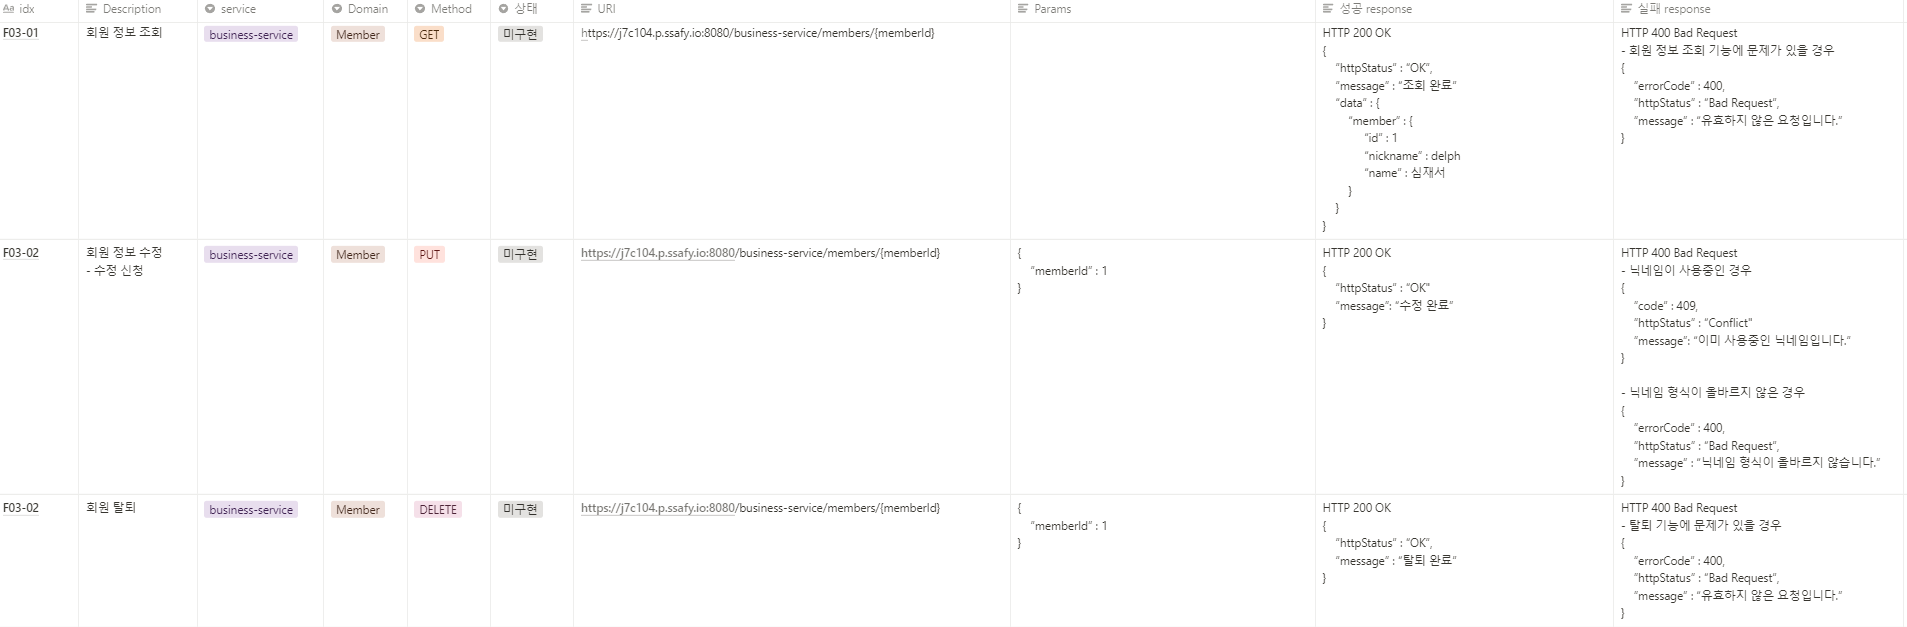 Aa idx Description service Domain Method 상태 URI Params 성공 response 실패 response
F03-01 회원 정보 조회 business-service Member GET 미구현 https://j7c104.p.ssafy.io:8080/business-service/members/{memberId}
HTTP 200 OK
{
"httpStatus" : "OK",
"message" : "조회 완료"
"data" : {
"member" : {
"id" : 1
"nickname" : delph
"name" : 심재서
}
}
}
HTTP 400 Bad Request
- 회원 정보 조회 기능에 문제가 있을 경우
{
"errorCode" : 400,
"httpStatus" : "Bad Request",
"message" : "유효하지 않은 요청입니다."
}
F03-02 회원 정보 수정
- 수정 신청
business-service Member PUT 미구현 https://j7c104.p.ssafy.io:8080/business-service/members/{memberId}
{
"memberId" : 1
}
HTTP 200 OK
{
"httpStatus" : "OK"
"message": "수정 완료"
}
HTTP 400 Bad Request
- 닉네임이 사용중인 경우
{
"code" : 409,
"httpStatus" : "Conflict"
"message": "이미 사용중인 닉네임입니다."
}
- 닉네임 형식이 올바르지 않은 경우
{
"errorCode" : 400,
"httpStatus" : "Bad Request",
"message" : "닉네임 형식이 올바르지 않습니다."
}
F03-02 회원 탈퇴 business-service Member DELETE 미구현 https://j7c104.p.ssafy.io:8080/business-service/members/{memberId}
{
"memberId" : 1
}
HTTP 200 OK
{
"httpStatus" : "OK",
"message" : "탈퇴 완료"
}
HTTP 400 Bad Request
- 탈퇴 기능에 문제가 있을 경우
{
"errorCode" : 400,
"httpStatus" : "Bad Request",
"message" : "유효하지 않은 요청입니다."
}